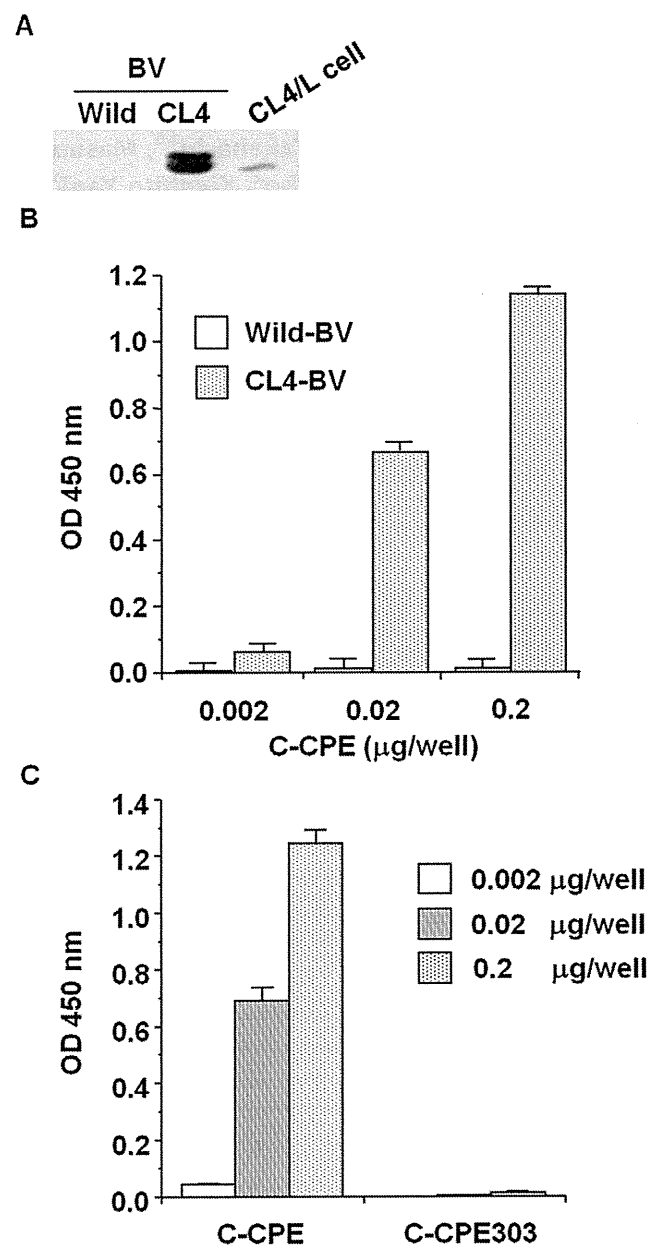 A
BV
Wild CL4 CL4/L cell
B
1.2
1.0
0.8
0.6
0.4
0.2
0.0
OD 450 nm
Wild-BV
CL4-BV
0.002 0.02 0.2
C-CPE (μg/well)
C
1.4
1.2
1.0
0.8
0.6
0.4
0.2
0.0
OD 450 nm
0.002 μg/well
0.02 μg/well
0.2 μg/well
C-CPE C-CPE303